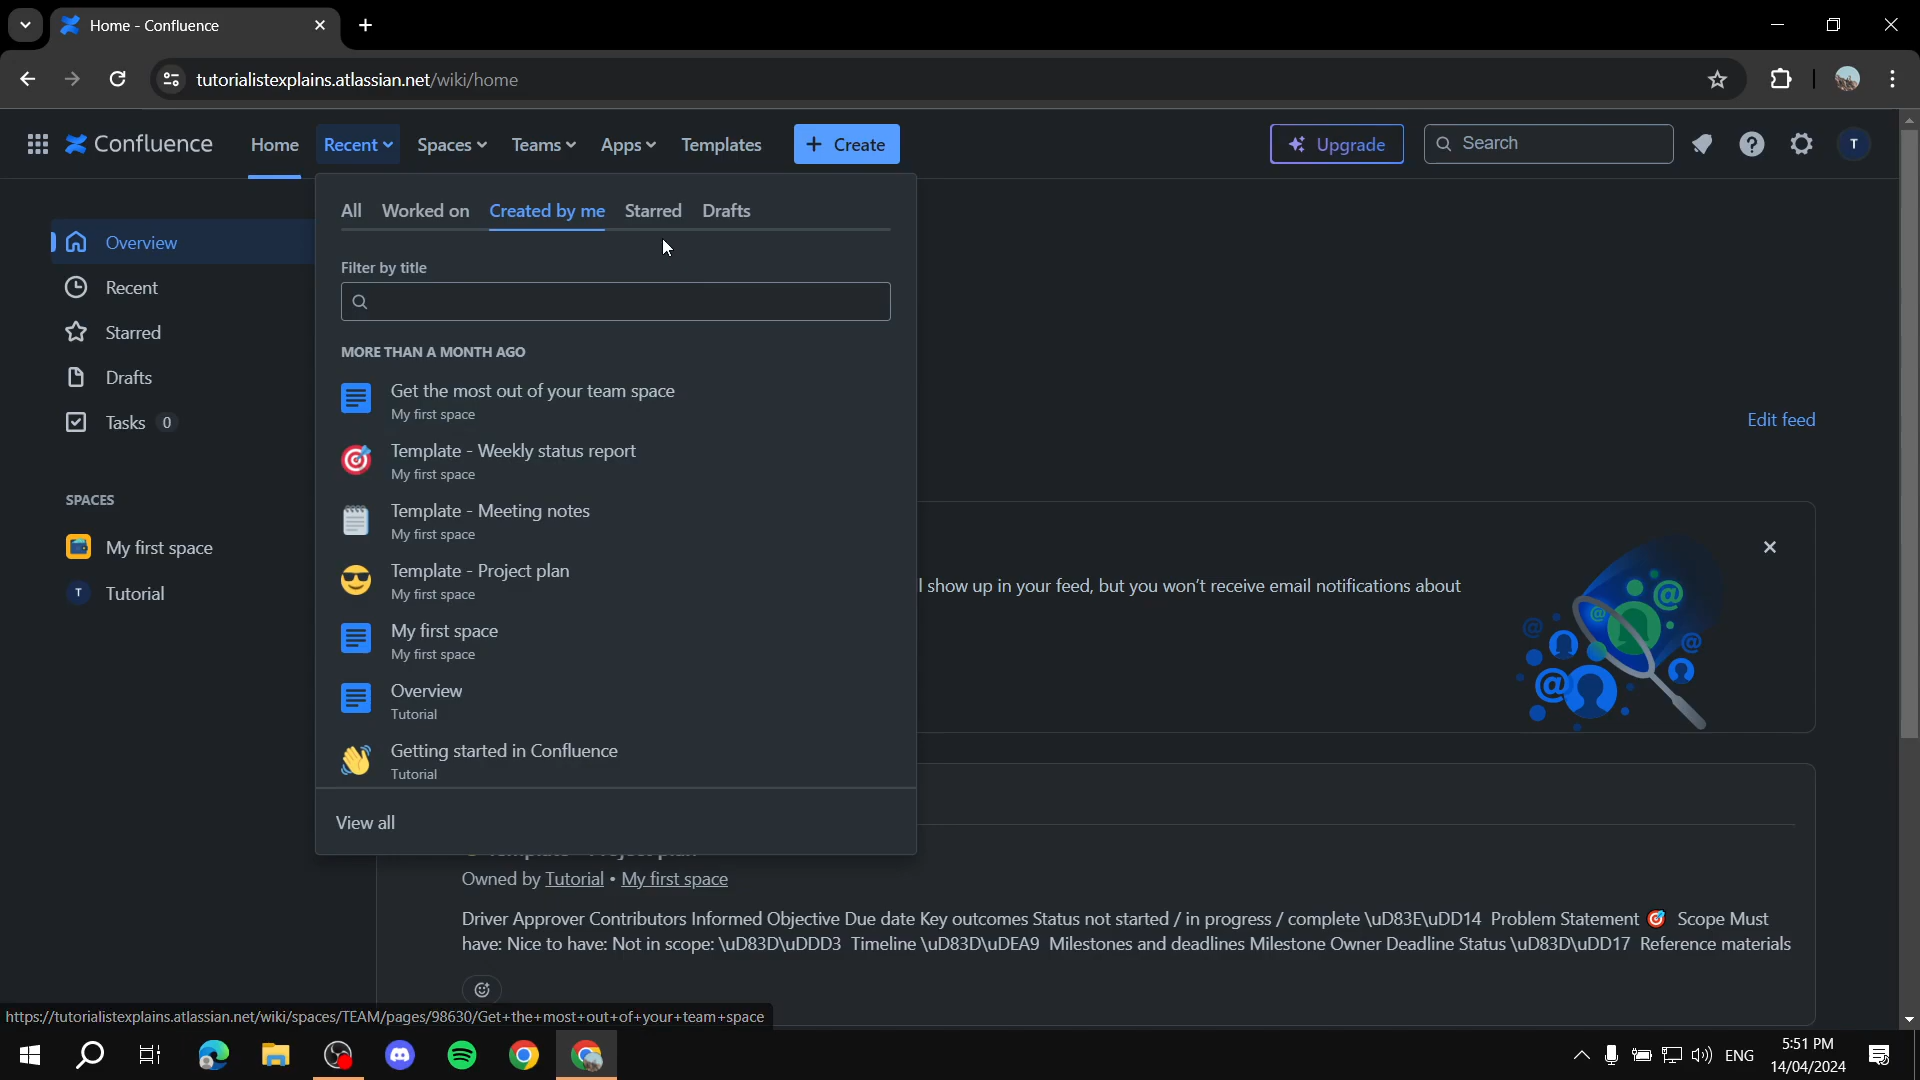 Home - Confluence
tutorialistexplains.atlassian.net/wiki/home
Confluence Home Recent Spaces Teams Apps Templates + Create Upgrade Search T
All Worked on Created by me Starred Drafts
Overview
Recent
Starred
Drafts
Tasks 0
SPACES
My first space
T Tutorial
Filter by title
MORE THAN A MONTH AGO
Get the most out of your team space
My first space
Template - Weekly status report
My first space
Template - Meeting notes
My first space
Template - Project plan
My first space
My first space
My first space
Overview
Tutorial
Getting started in Confluence
Tutorial
View all
Edit feed
l show up in your feed, but you won't receive email notifications about
Owned by Tutorial • My first space
Driver Approver Contributors Informed Objective Due date Key outcomes Status not started / in progress / complete \uD83E\uDD14 Problem Statement 🎯 Scope Must
have: Nice to have: Not in scope: \uD83D\uDDD3 Timeline \uD83D\uDEA9 Milestones and deadlines Milestone Owner Deadline Status \uD83D\uDD17 Reference materials
https://tutorialistexplains.atlassian.net/wiki/spaces/TEAM/pages/98630/Get+the+most+out+of+your+team+space
ENG
5:51 PM
14/04/2024